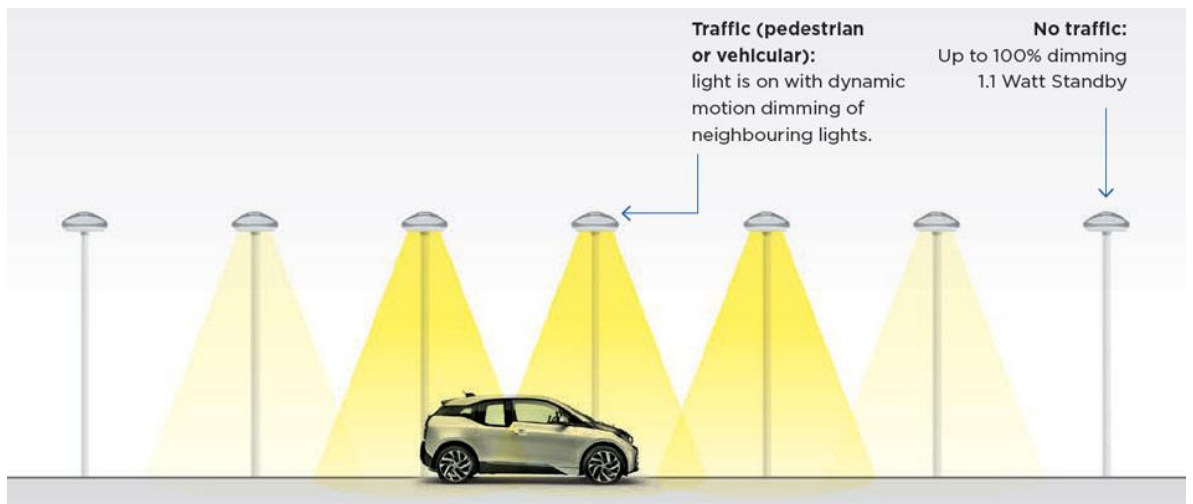 Traffic (pedestrian
or vehicular):
light is on with dynamic
motion dimming of
neighbouring lights.
No traffic:
Up to 100% dimming
1.1 Watt Standby